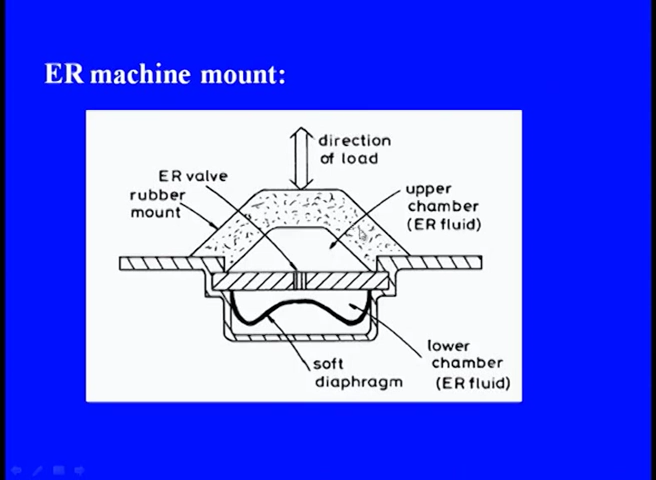 ER machine mount:
direction
of load
ER valve
rubber
mount
upper
chamber
(ER fluid)
lower
chamber
(ER fluid)
soft
diaphragm